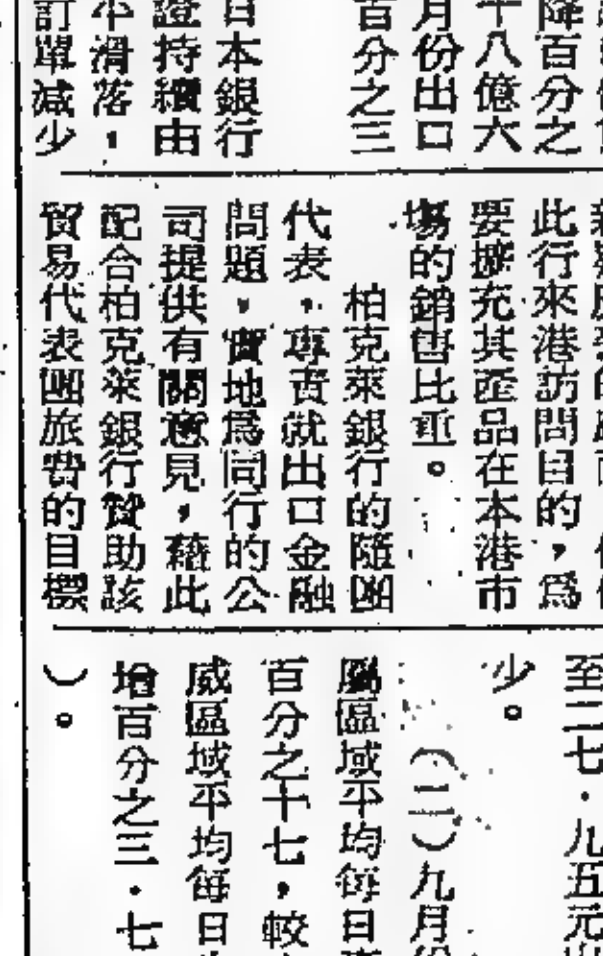 降百分之
十八億六
月份出口
百分之三
日本銀行
證持續由
滑落，
訂單減少
此行來港訪問目的，為
要擴充其產品在本港市
場的銷售比重。
柏克萊銀行的隨團
代表，專責就出口金融
問題，實地為同行的公
司提供有關意見，藉此
配合柏克萊銀行贊助該
貿易代表團旅費的目標
至二七．九五元
少。
（二）九月份
屬區域平均每日
百分之十七，較
威區域平均每日
增百分之三．七
）。